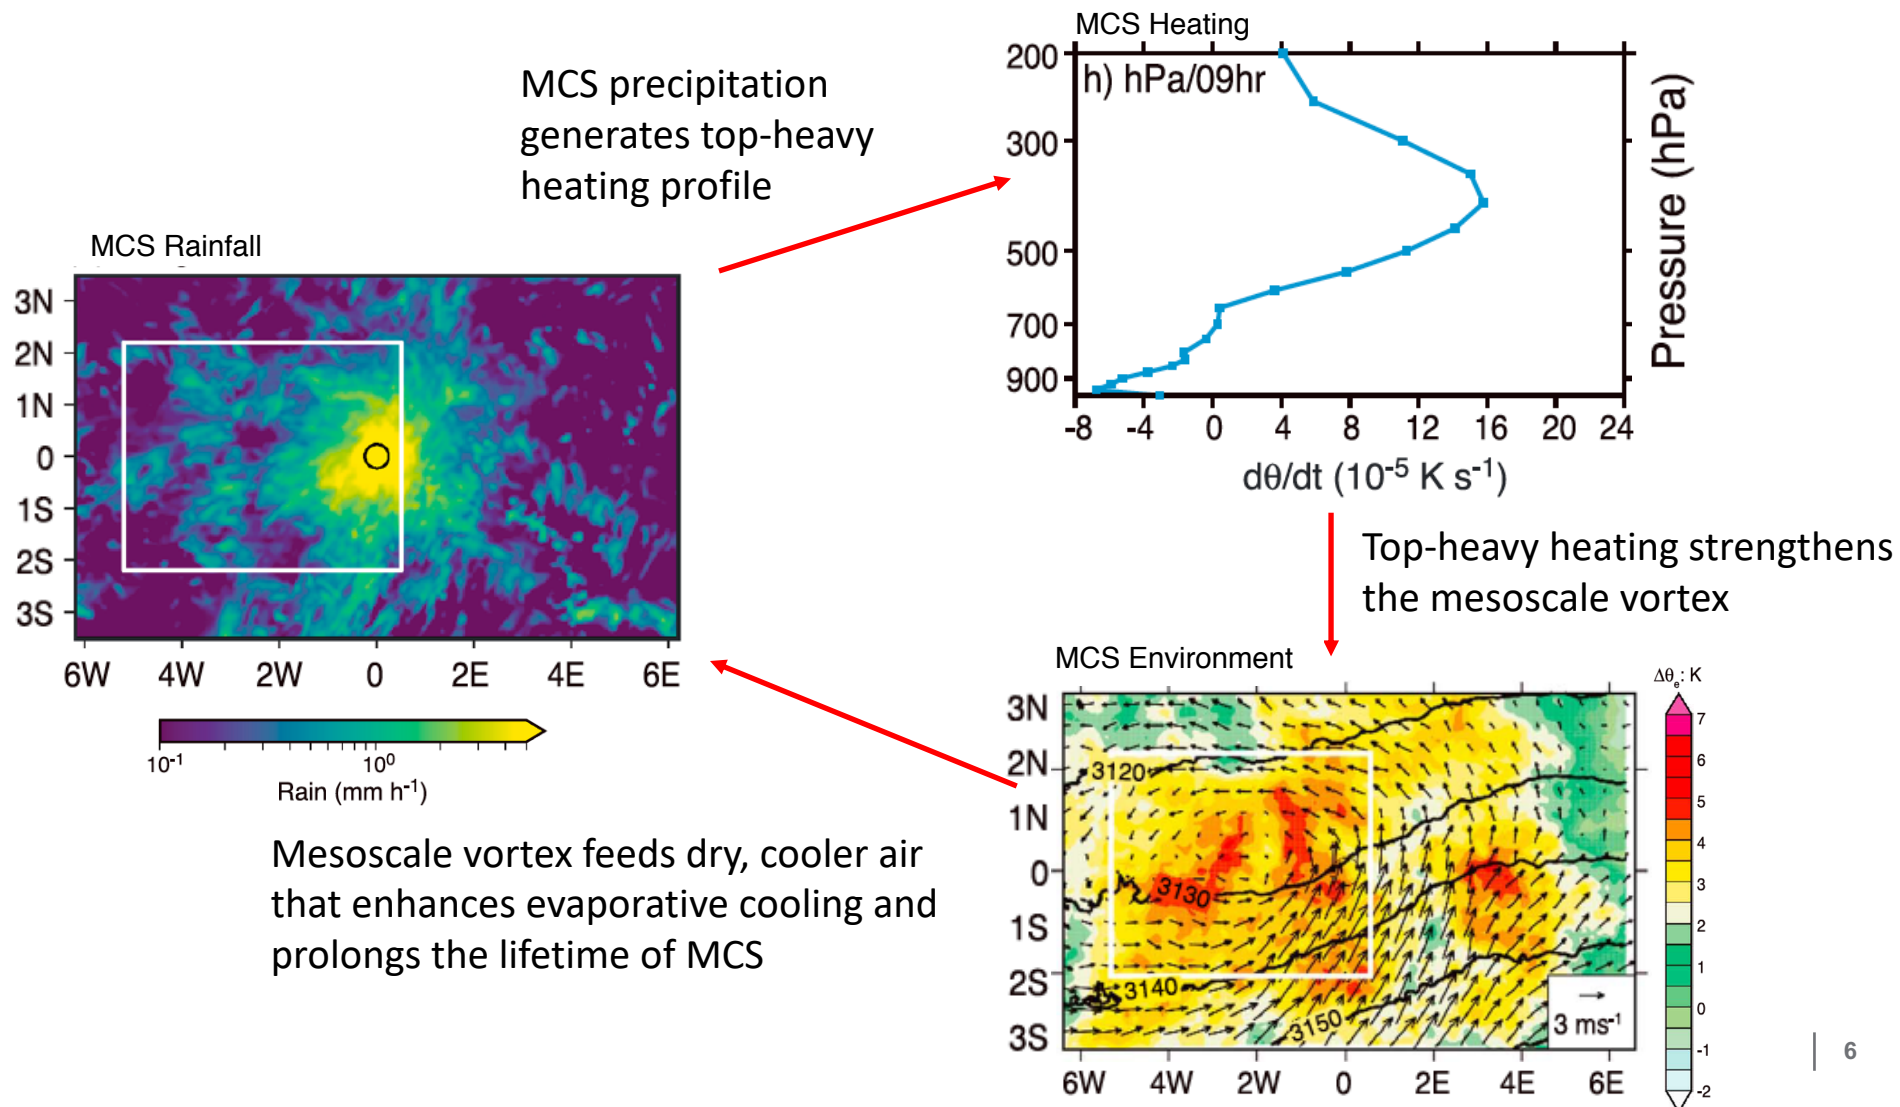 MCS Heating
200
h) hPa/09hr
300
500
700
900
-8 -4 0 4 8 12 16 20 24
dθ/dt (10⁻⁵ K s⁻¹)
Pressure (hPa)
MCS precipitation
generates top-heavy
heating profile
MCS Rainfall
3N
2N
1N
0
1S
2S
3S
6W 4W 2W 0 2E 4E 6E
10⁻¹ 10⁰
Rain (mm h⁻¹)
Top-heavy heating strengthens
the mesoscale vortex
MCS Environment
3N
2N
1N
0
1S
2S
3S
3120
3130
3140
3150
3 ms⁻¹
6W 4W 2W 0 2E 4E 6E
Δθₑ: K
7
6
5
4
3
2
1
0
-1
-2
Mesoscale vortex feeds dry, cooler air
that enhances evaporative cooling and
prolongs the lifetime of MCS
6